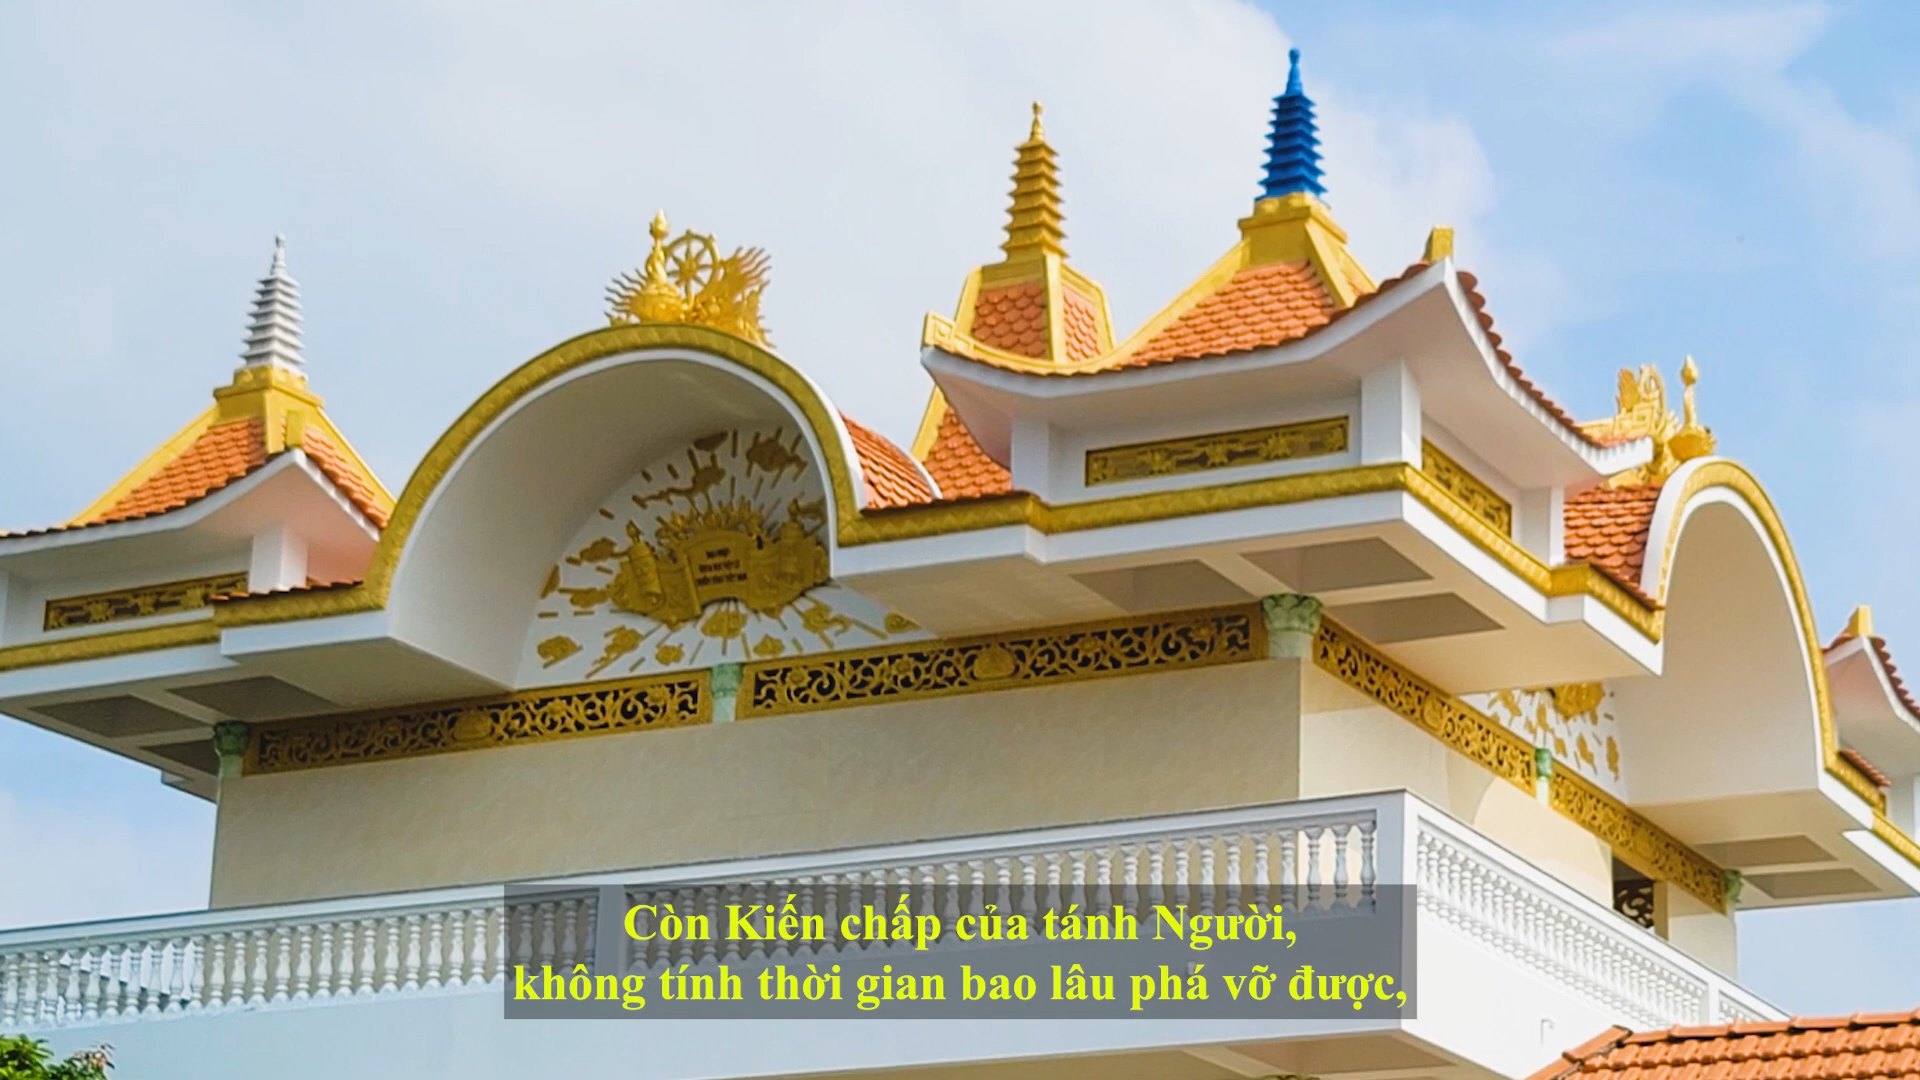 Còn Kiến chấp của tánh Người,
không tính thời gian bao lâu phá vỡ được,